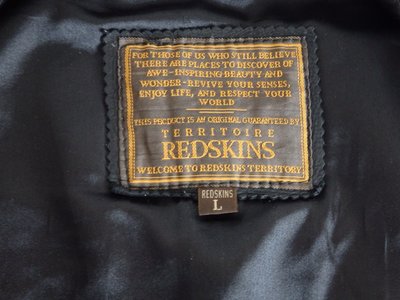 FOR THOSE OF US WHO STILL BELIEVE
THERE ARE PLACES TO DISCOVER OF
AWE-INSPIRING BEAUTY AND
WONDER-REVIVE YOUR SENSES,
ENJOY LIFE, AND RESPECT YOUR
WORLD
THIS PRODUCT IS AN ORIGINAL GUARANTEED BY
TERRITOIRE
REDSKINS
WELCOME TO REDSKINS TERRITORY
REDSKINS
L